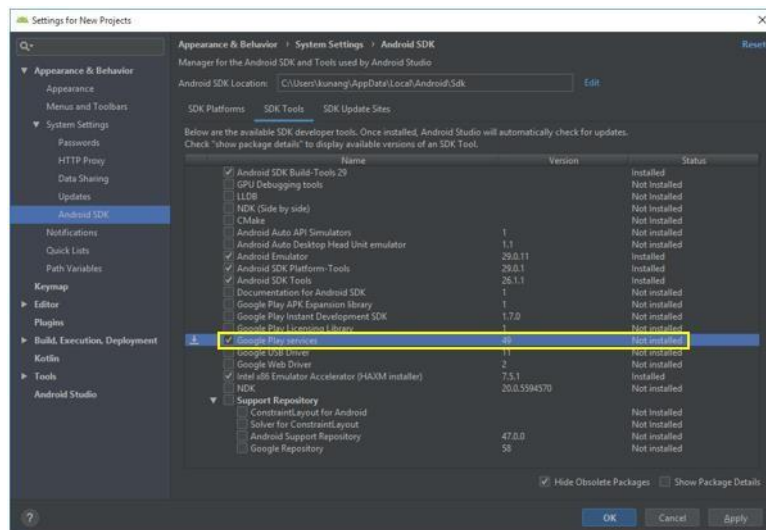 Settings for New Projects
Appearance & Behavior › System Settings › Android SDK
Reset
Manager for the Android SDK and Tools used by Android Studio
Android SDK Location: C:\Users\kunang\AppData\Local\Android\Sdk Edit
Appearance & Behavior
Appearance
Menus and Toolbars
System Settings
Passwords
HTTP Proxy
Data Sharing
Updates
Android SDK
Notifications
Quick Lists
Path Variables
Keymap
Editor
Plugins
Build, Execution, Deployment
Kotlin
Tools
Android Studio
SDK Platforms SDK Tools SDK Update Sites
Below are the available SDK developer tools. Once installed, Android Studio will automatically check for updates.
Check "show package details" to display available versions of an SDK Tool.
Name Version Status
Android SDK Build-Tools 29 Installed
GPU Debugging tools Not Installed
LLDB Not Installed
NDK (Side by side) Not Installed
CMake Not Installed
Android Auto API Simulators 1 Not installed
Android Auto Desktop Head Unit emulator 1.1 Not installed
Android Emulator 29.0.11 Installed
Android SDK Platform-Tools 29.0.1 Installed
Android SDK Tools 26.1.1 Installed
Documentation for Android SDK 1 Not installed
Google Play APK Expansion library 1 Not installed
Google Play Instant Development SDK 1.7.0 Not installed
Google Play Licensing Library 1 Not installed
Google Play services 49 Not installed
Google USB Driver 11 Not installed
Google Web Driver 2 Not installed
Intel x86 Emulator Accelerator (HAXM installer) 7.5.1 Installed
NDK 20.0.5594570 Not installed
Support Repository
ConstraintLayout for Android Not Installed
Solver for ConstraintLayout Not Installed
Android Support Repository 47.0.0 Not installed
Google Repository 58 Not installed
Hide Obsolete Packages Show Package Details
? OK Cancel Apply